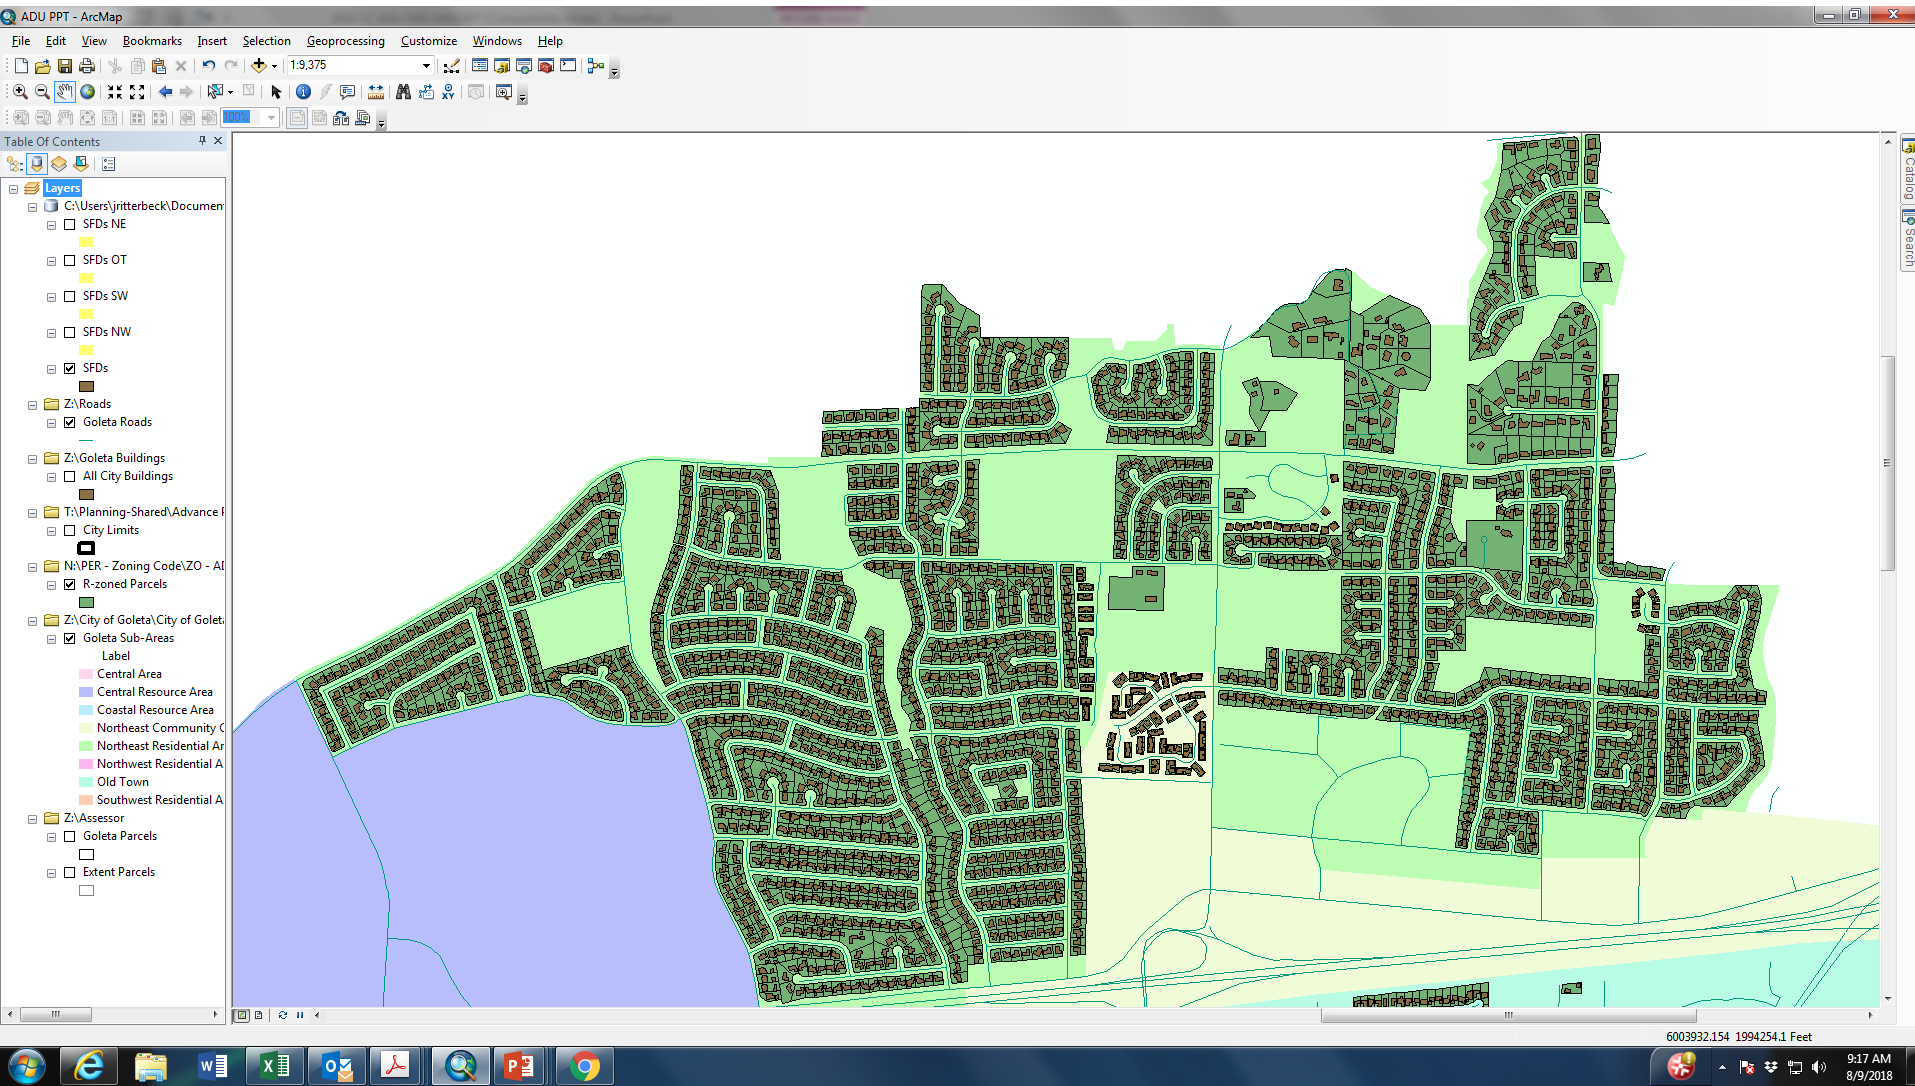 ADU PPT - ArcMap
File Edit View Bookmarks Insert Selection Geoprocessing Customize Windows Help
1:9,375
100%
Table Of Contents
Layers
C:\Users\jritterbeck\Documen
SFDs NE
SFDs OT
SFDs SW
SFDs NW
SFDs
Z:\Roads
Goleta Roads
Z:\Goleta Buildings
All City Buildings
T:\Planning-Shared\Advance
City Limits
N:\PER - Zoning Code\ZO - AD
R-zoned Parcels
Z:\City of Goleta\City of Goleta
Goleta Sub-Areas
Label
Central Area
Central Resource Area
Coastal Resource Area
Northeast Community C
Northeast Residential Ar
Northwest Residential A
Old Town
Southwest Residential A
Z:\Assessor
Goleta Parcels
Extent Parcels
Catalog
Search
6003932.154 1994254.1 Feet
9:17 AM
8/9/2018